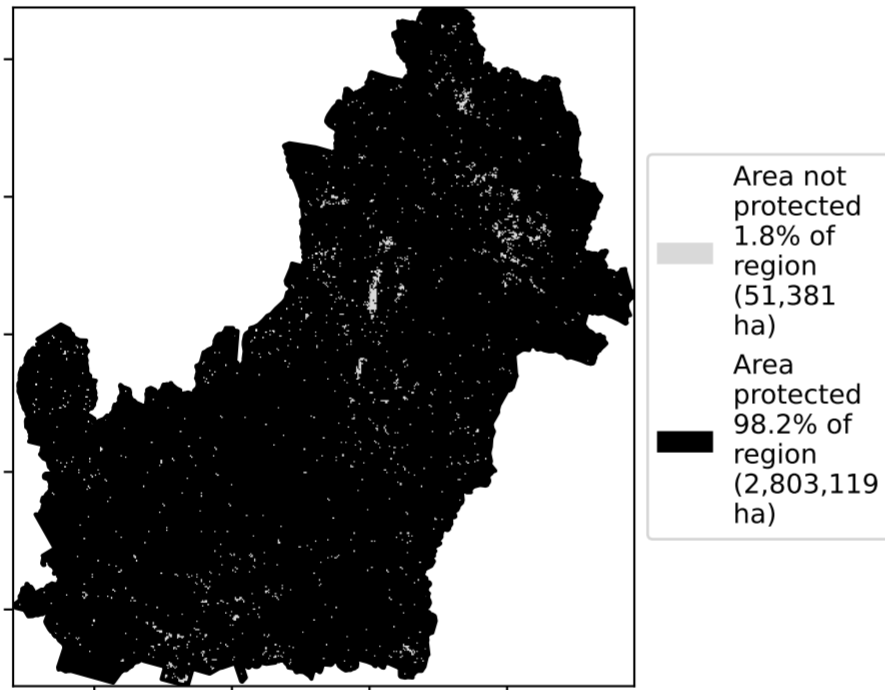 Area not
protected
1.8% of
region
(51,381
ha)
Area
protected
98.2% of
region
(2,803,119
ha)